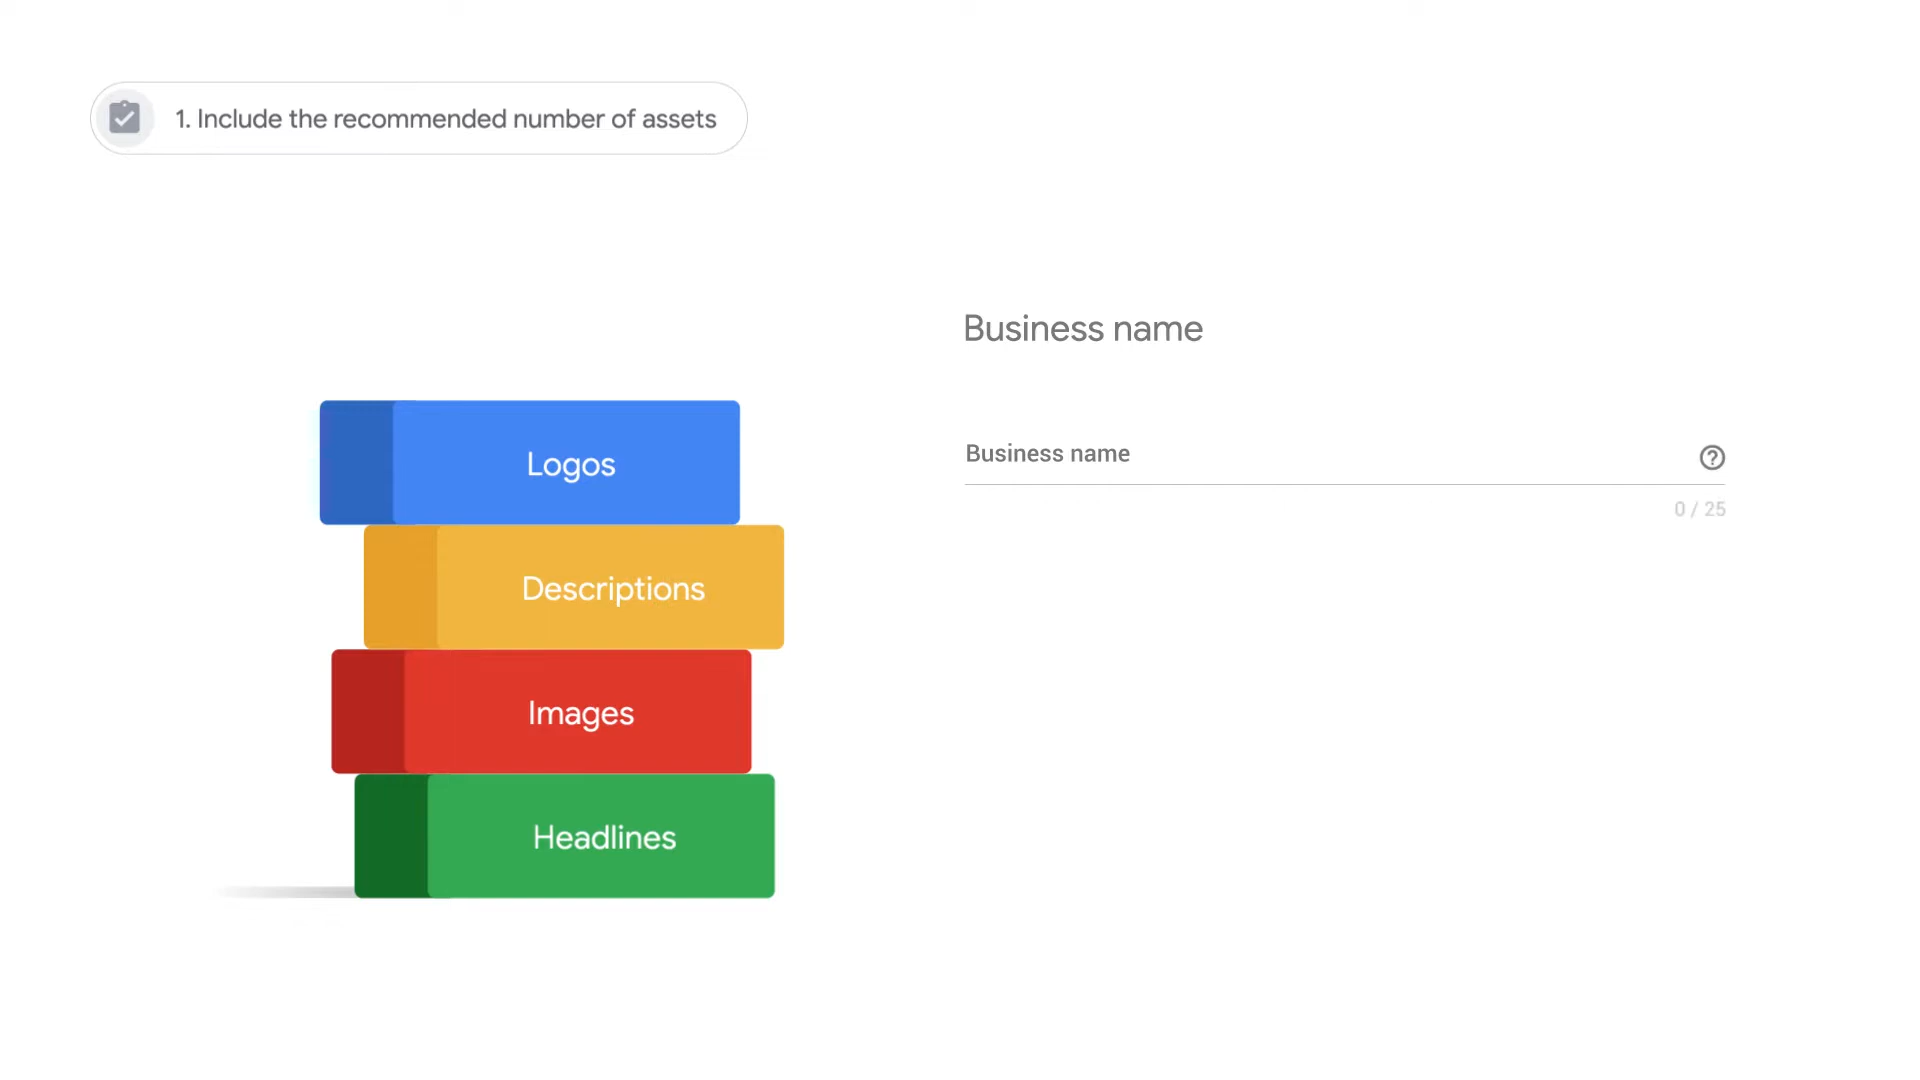 1. Include the recommended number of assets
Logos
Descriptions
Images
Headlines
Business name
Business name
0 / 25